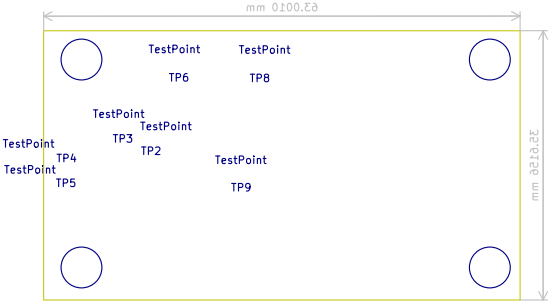 63.0010 mm
TestPoint TestPoint
TP6 TP8
TestPoint
TestPoint
TP3
TP2
TestPoint
TestPoint
TP4
TestPoint
TP5
TP9
35.6156 mm